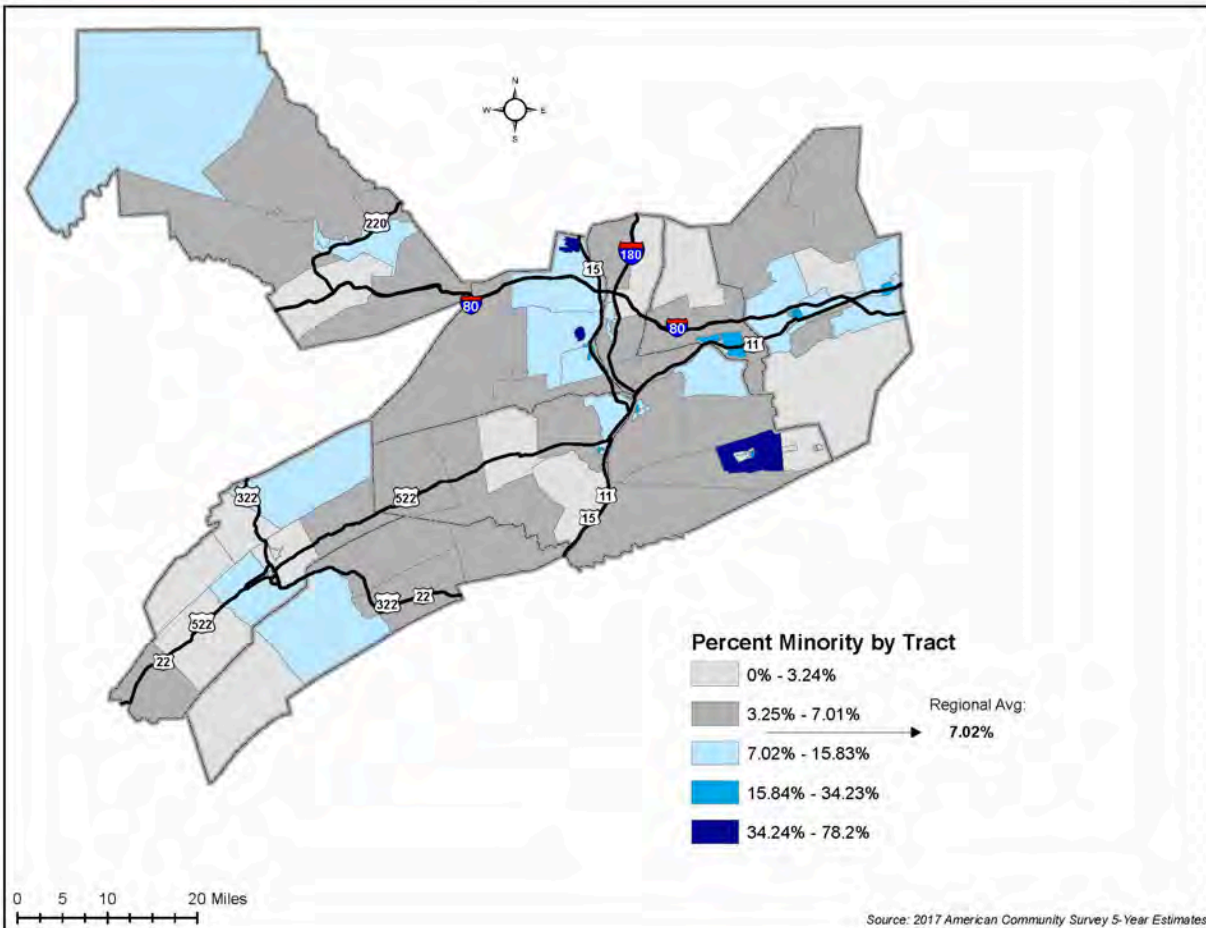 N
W E
S
220
15
180
80
80
11
322
522
11
15
322
22
522
22
Percent Minority by Tract
0% - 3.24%
3.25% - 7.01%
Regional Avg:
7.02%
7.02% - 15.83%
15.84% - 34.23%
34.24% - 78.2%
0 5 10 20 Miles
Source: 2017 American Community Survey 5-Year Estimates